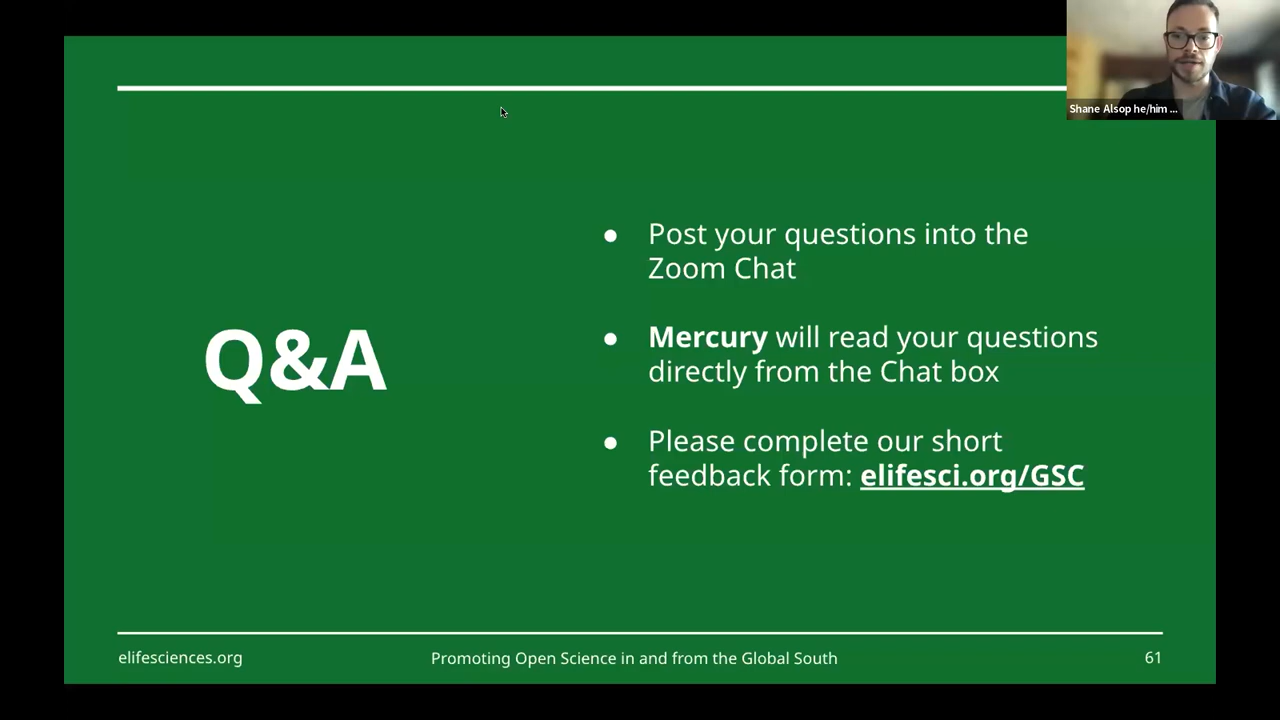 Shane Alsop he/him ...
Q&A
● Post your questions into the
Zoom Chat
● Mercury will read your questions
directly from the Chat box
● Please complete our short
feedback form: elifesci.org/GSC
elifesciences.org
Promoting Open Science in and from the Global South
61